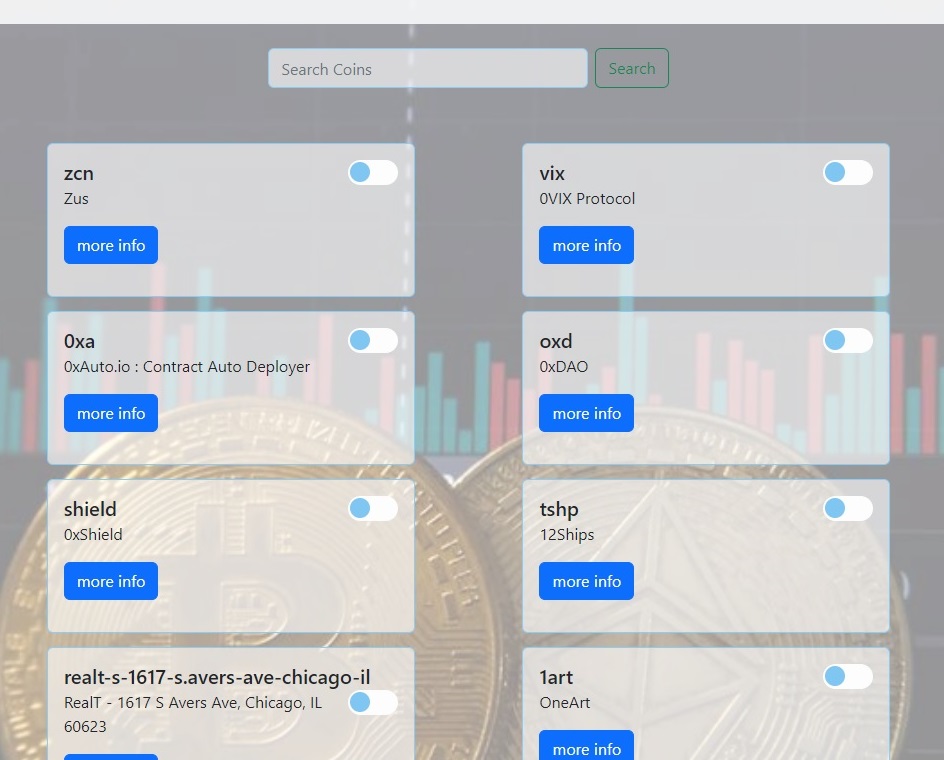 Search Coins
Search
zcn
Zus
more info
vix
0VIX Protocol
more info
0xa
0xAuto.io : Contract Auto Deployer
more info
oxd
0xDAO
more info
shield
0xShield
more info
tshp
12Ships
more info
realt-s-1617-s.avers-ave-chicago-il
RealT - 1617 S Avers Ave, Chicago, IL
60623
1art
OneArt
more info